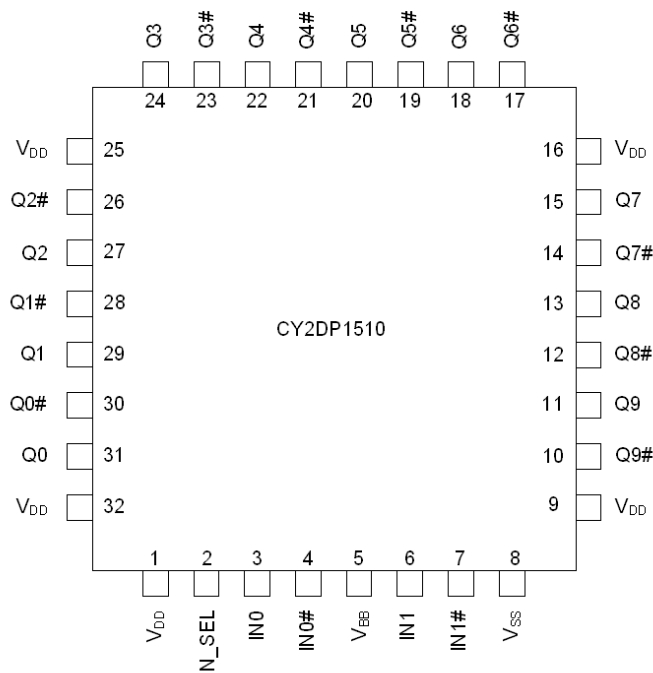 Q3
Q3#
Q4
Q4#
Q5
Q5#
Q6
Q6#
24
23
22
21
20
19
18
17
VDD
25
16
VDD
Q2#
26
15
Q7
Q2
27
14
Q7#
Q1#
28
13
Q8
CY2DP1510
Q1
29
12
Q8#
Q0#
30
11
Q9
Q0
31
10
Q9#
VDD
32
9
VDD
1
2
3
4
5
6
7
8
VDD
N_SEL
IN0
IN0#
VBB
IN1
IN1#
VSS